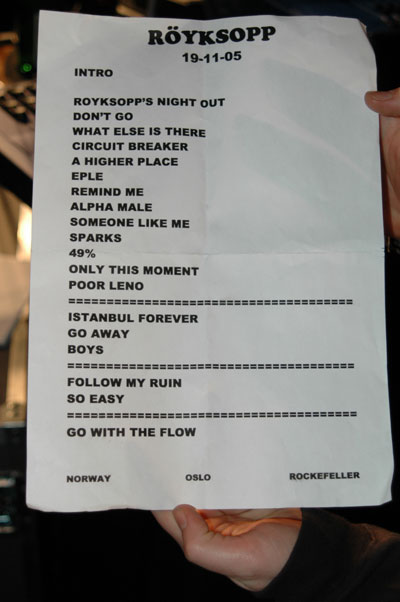 RÖYKSOPP
19-11-05
INTRO
ROYKSOPP'S NIGHT OUT
DON'T GO
WHAT ELSE IS THERE
CIRCUIT BREAKER
A HIGHER PLACE
EPLE
REMIND ME
ALPHA MALE
SOMEONE LIKE ME
SPARKS
49%
ONLY THIS MOMENT
POOR LENO
=====================================
ISTANBUL FOREVER
GO AWAY
BOYS
=====================================
FOLLOW MY RUIN
SO EASY
=====================================
GO WITH THE FLOW
NORWAY OSLO ROCKEFELLER